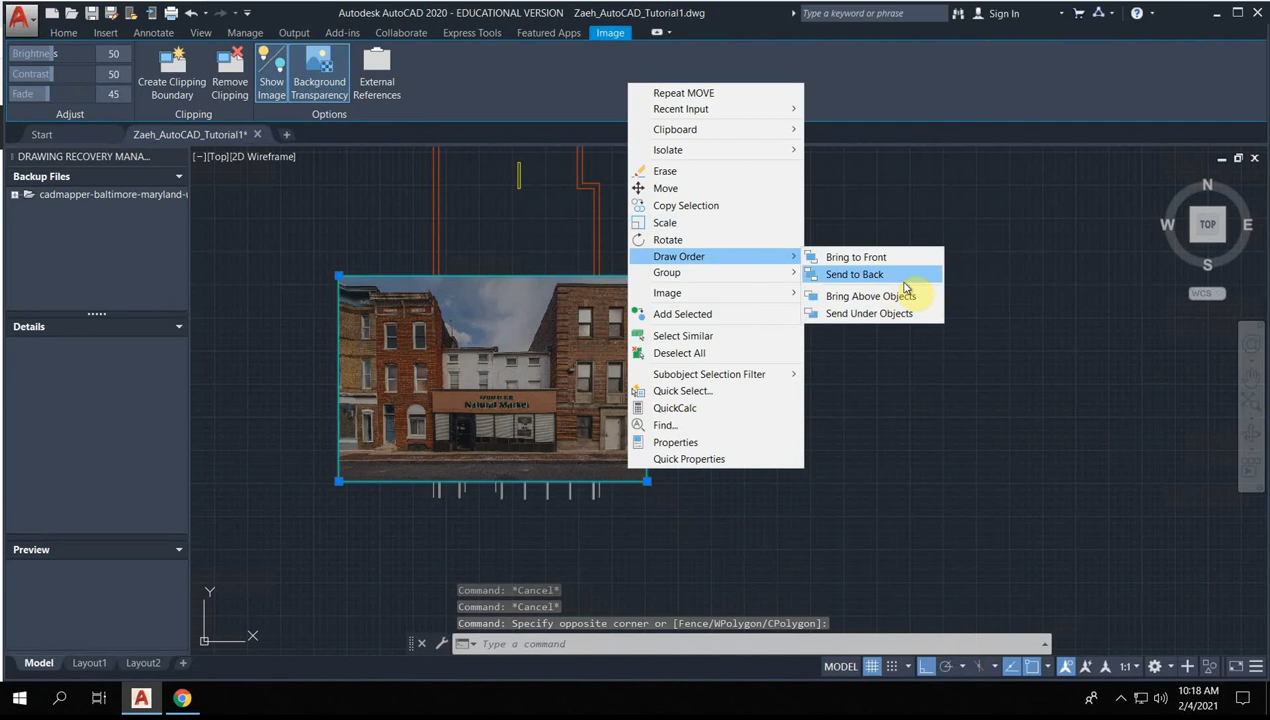 Autodesk AutoCAD 2020 - EDUCATIONAL VERSION Zaeh_AutoCAD_Tutorial1.dwg
Type a keyword or phrase
Sign In
Home Insert Annotate View Manage Output Add-ins Collaborate Express Tools Featured Apps Image
Brightness 50
Contrast 50
Fade 45
Create Clipping Boundary
Remove Clipping
Show Image
Background Transparency
External References
Adjust Clipping Options
Start Zaeh_AutoCAD_Tutorial1*
DRAWING RECOVERY MANA...
Backup Files
cadmapper-baltimore-maryland-u
Details
Preview
[−][Top][2D Wireframe]
Repeat MOVE
Recent Input
Clipboard
Isolate
Erase
Move
Copy Selection
Scale
Rotate
Draw Order
Group
Image
Add Selected
Select Similar
Deselect All
Subobject Selection Filter
Quick Select...
QuickCalc
Find...
Properties
Quick Properties
Bring to Front
Send to Back
Bring Above Objects
Send Under Objects
N
W TOP E
S
WCS
Natural Market
Y
X
Command: *Cancel*
Command: *Cancel*
Command: Specify opposite corner or [Fence/WPolygon/CPolygon]:
Type a command
Model Layout1 Layout2
MODEL
1:1
10:18 AM
2/4/2021